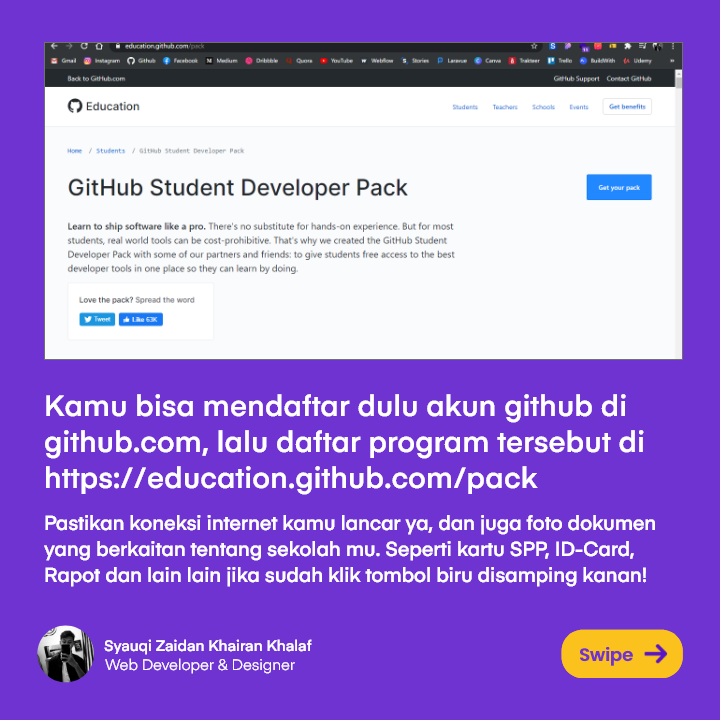 education.github.com/pack
Gmail Instagram Github Facebook Medium Dribbble Quora YouTube Webflow Stories Canva Trakteer Trello BuildWith Udemy
Back to GitHub.com GitHub Support Contact GitHub
Education Students Teachers Schools Events Get benefits
Home / Students / GitHub Student Developer Pack
GitHub Student Developer Pack Get your pack
Learn to ship software like a pro. There's no substitute for hands-on experience. But for most
students, real world tools can be cost-prohibitive. That's why we created the GitHub Student
Developer Pack with some of our partners and friends: to give students free access to the best
developer tools in one place so they can learn by doing.
Love the pack? Spread the word
Tweet Like 63K
Kamu bisa mendaftar dulu akun github di
github.com, lalu daftar program tersebut di
https://education.github.com/pack
Pastikan koneksi internet kamu lancar ya, dan juga foto dokumen
yang berkaitan tentang sekolah mu. Seperti kartu SPP, ID-Card,
Rapot dan lain lain jika sudah klik tombol biru disamping kanan!
Syauqi Zaidan Khairan Khalaf
Web Developer & Designer
Swipe